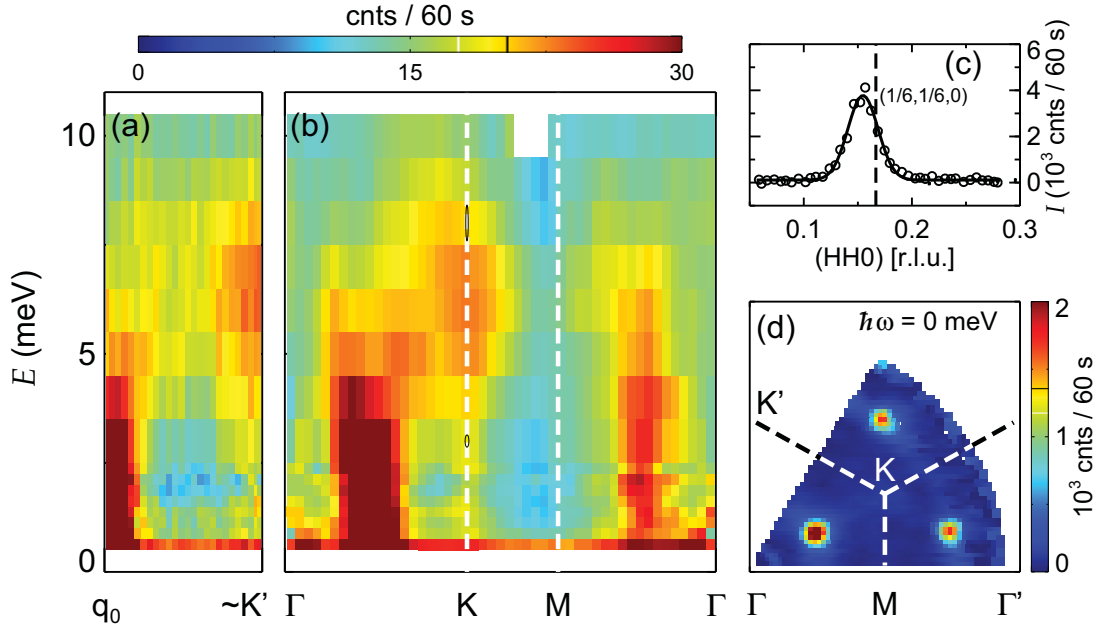 cnts / 60 s
0 15 30
(a)
(b)
10
5
0
E (meV)
q₀ ~K' Γ K M Γ
(c)
(1/6,1/6,0)
6
4
2
0
I (10³ cnts / 60 s)
0.1 0.2 0.3
(HH0) [r.l.u.]
(d) ℏω = 0 meV
K'
K
Γ M Γ'
2
1
0
10³ cnts / 60 s